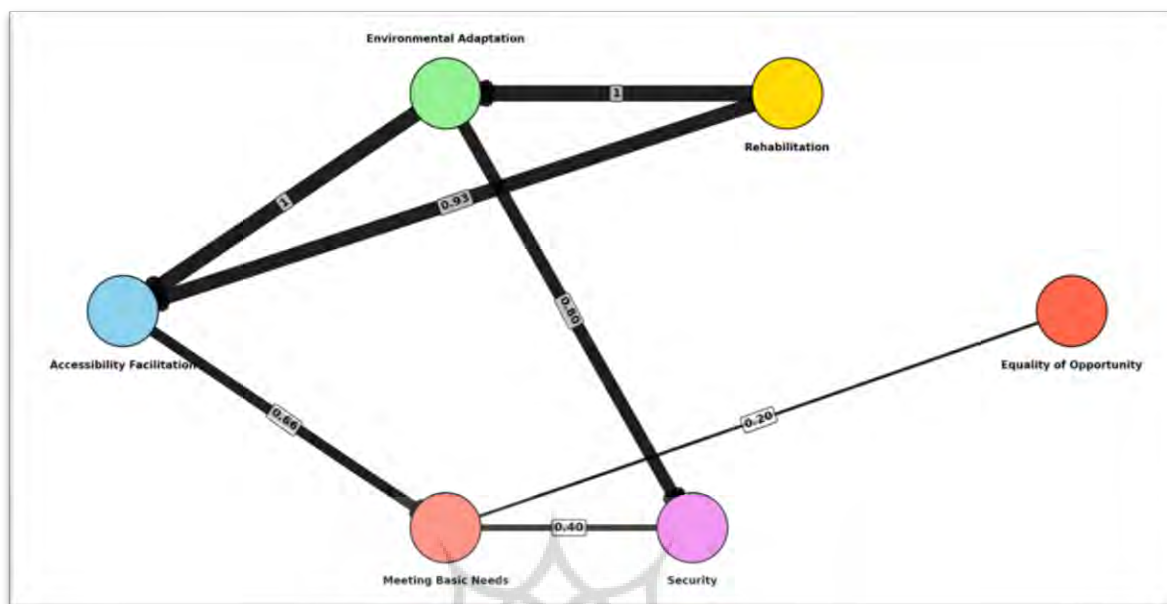 Environmental Adaptation
1
Rehabilitation
1
0.93
0.80
Accessibility Facilitation
Equality of Opportunity
0.66
0.20
0.40
Meeting Basic Needs
Security